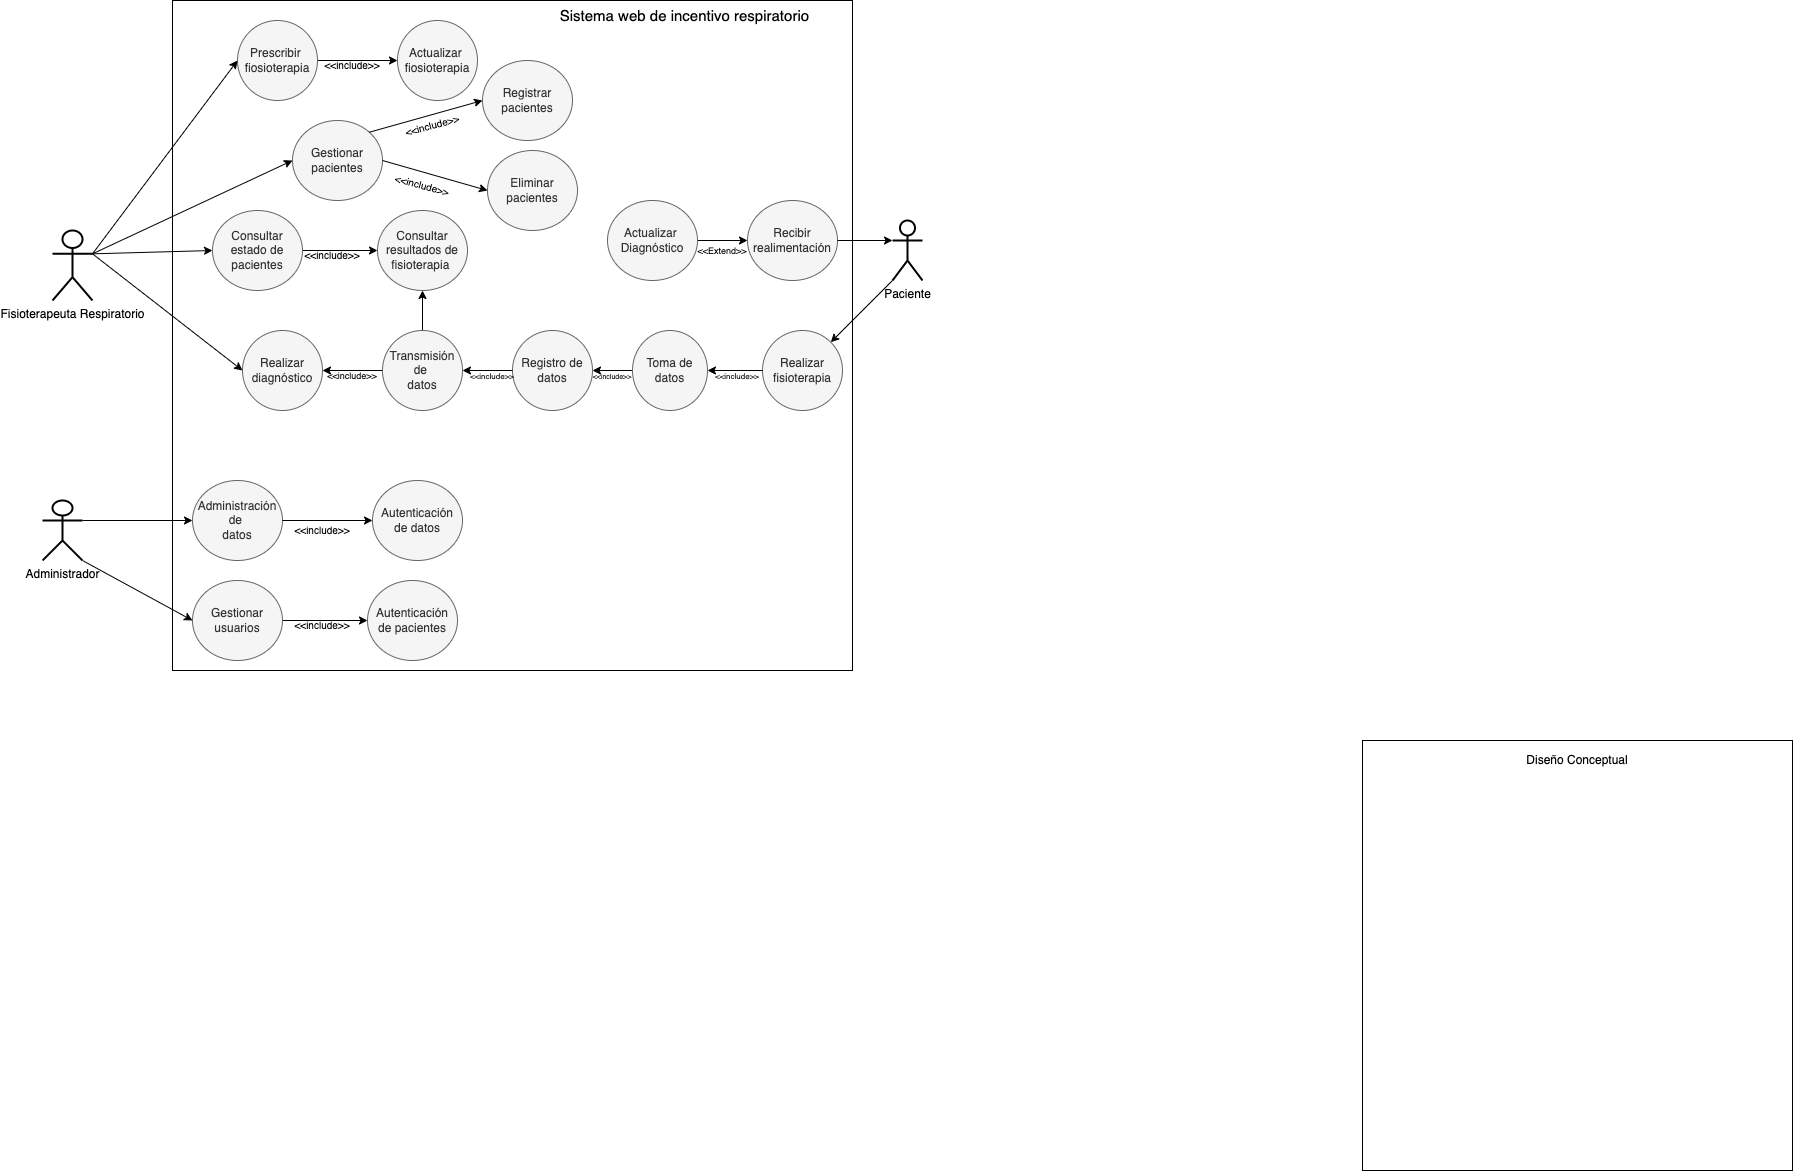 Sistema web de incentivo respiratorio
Prescribir
fiosioterapia
<<include>>
Actualizar
fiosioterapia
Registrar
pacientes
<<include>>
Gestionar
pacientes
<<include>>
Eliminar
pacientes
Consultar
estado de
pacientes
<<include>>
Consultar
resultados de
fisioterapia
Actualizar
Diagnóstico
<<Extend>>
Recibir
realimentación
Paciente
Fisioterapeuta Respiratorio
Realizar
diagnóstico
<<include>>
Transmisión
de
datos
<<include>>
Registro de
datos
<<include>>
Toma de
datos
<<include>>
Realizar
fisioterapia
Administrador
Administración
de
datos
<<include>>
Autenticación
de datos
Gestionar
usuarios
<<include>>
Autenticación
de pacientes
Diseño Conceptual